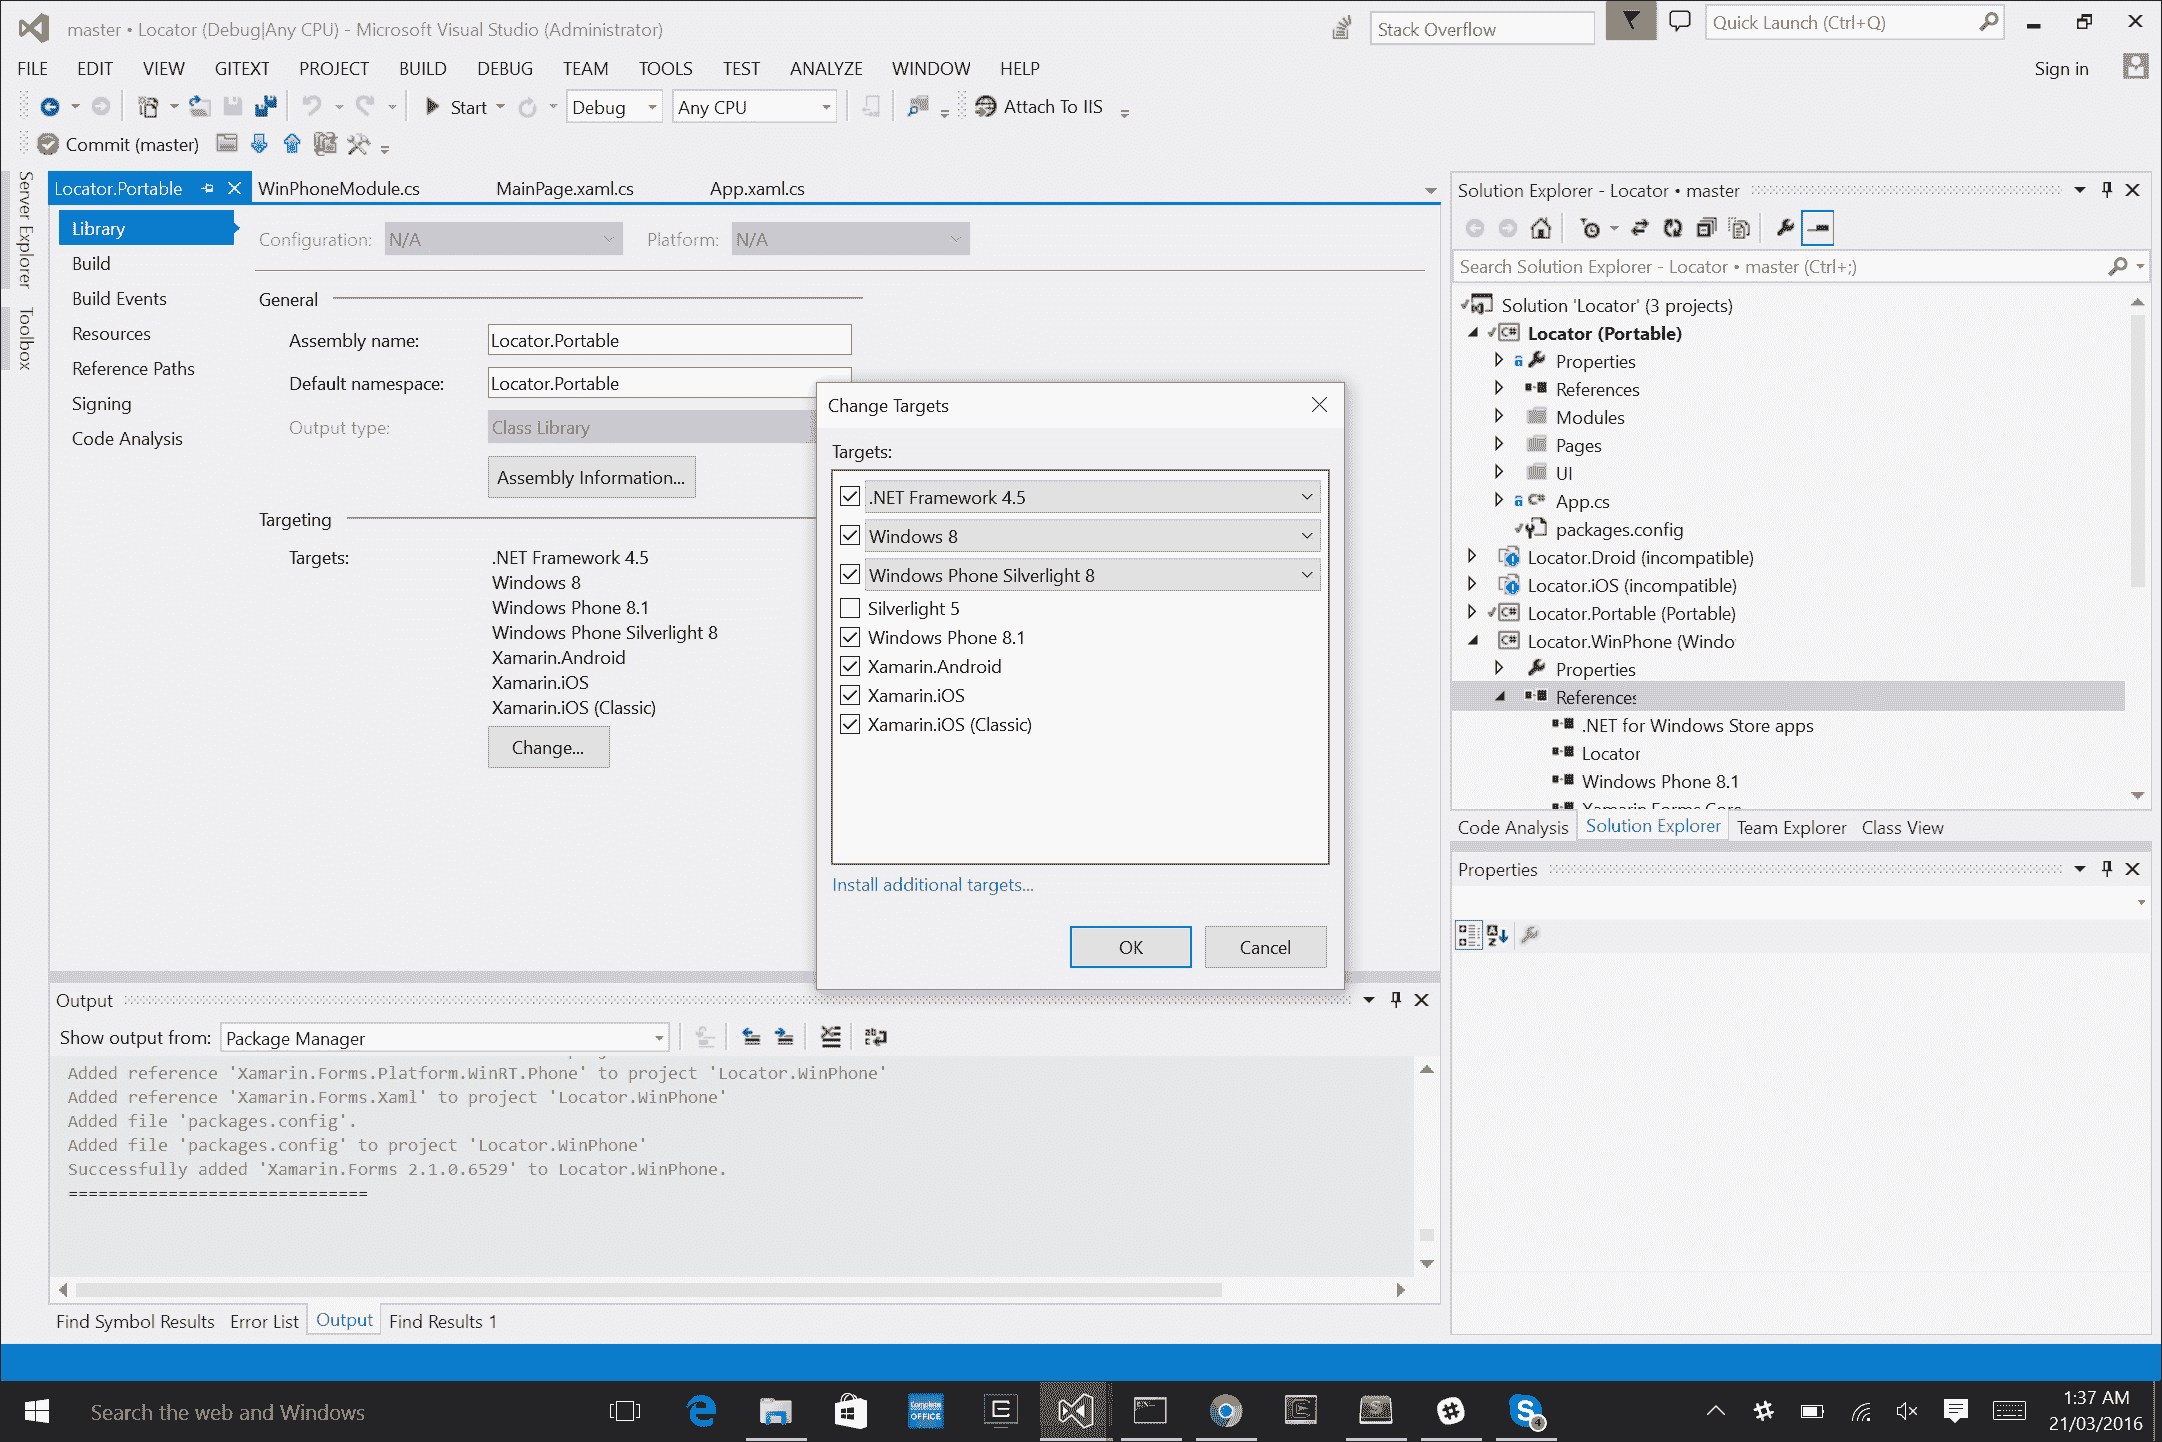 master • Locator (Debug|Any CPU) - Microsoft Visual Studio (Administrator)
Stack Overflow
Quick Launch (Ctrl+Q)
FILE EDIT VIEW GITEXT PROJECT BUILD DEBUG TEAM TOOLS TEST ANALYZE WINDOW HELP
Sign in
Start Debug Any CPU Attach To IIS
Commit (master)
Server Explorer
Toolbox
Locator.Portable WinPhoneModule.cs MainPage.xaml.cs App.xaml.cs
Library
Build
Build Events
Resources
Reference Paths
Signing
Code Analysis
Configuration: N/A Platform: N/A
General
Assembly name: Locator.Portable
Default namespace: Locator.Portable
Output type: Class Library
Assembly Information...
Targeting
Targets: .NET Framework 4.5
Windows 8
Windows Phone 8.1
Windows Phone Silverlight 8
Xamarin.Android
Xamarin.iOS
Xamarin.iOS (Classic)
Change...
Change Targets
Targets:
.NET Framework 4.5
Windows 8
Windows Phone Silverlight 8
Silverlight 5
Windows Phone 8.1
Xamarin.Android
Xamarin.iOS
Xamarin.iOS (Classic)
Install additional targets...
OK Cancel
Solution Explorer - Locator • master
Search Solution Explorer - Locator • master (Ctrl+;)
Solution 'Locator' (3 projects)
Locator (Portable)
Properties
References
Modules
Pages
UI
App.cs
packages.config
Locator.Droid (incompatible)
Locator.iOS (incompatible)
Locator.Portable (Portable)
Locator.WinPhone (Windo
Properties
References
.NET for Windows Store apps
Locator
Windows Phone 8.1
Xamarin.Forms.Core
Code Analysis Solution Explorer Team Explorer Class View
Properties
Output
Show output from: Package Manager
Added reference 'Xamarin.Forms.Platform.WinRT.Phone' to project 'Locator.WinPhone'
Added reference 'Xamarin.Forms.Xaml' to project 'Locator.WinPhone'
Added file 'packages.config'.
Added file 'packages.config' to project 'Locator.WinPhone'
Successfully added 'Xamarin.Forms 2.1.0.6529' to Locator.WinPhone.
==============================
Find Symbol Results Error List Output Find Results 1
Search the web and Windows
Complete OFFICE
4
1:37 AM
21/03/2016